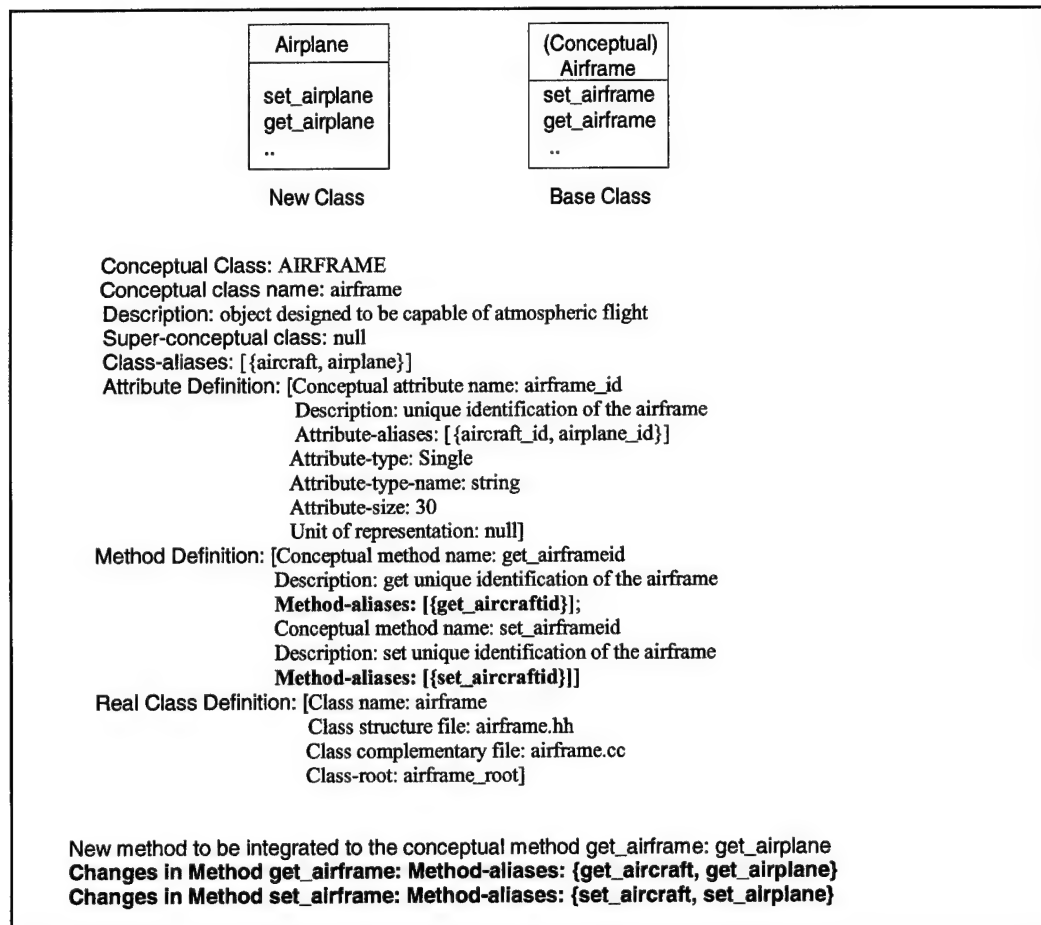 Airplane
set_airplane
get_airplane
..
New Class
(Conceptual)
Airframe
set_airframe
get_airframe
..
Base Class
Conceptual Class: AIRFRAME
Conceptual class name: airframe
Description: object designed to be capable of atmospheric flight
Super-conceptual class: null
Class-aliases: [{aircraft, airplane}]
Attribute Definition: [Conceptual attribute name: airframe_id
Description: unique identification of the airframe
Attribute-aliases: [{aircraft_id, airplane_id}]
Attribute-type: Single
Attribute-type-name: string
Attribute-size: 30
Unit of representation: null]
Method Definition: [Conceptual method name: get_airframeid
Description: get unique identification of the airframe
Method-aliases: [{get_aircraftid}];
Conceptual method name: set_airframeid
Description: set unique identification of the airframe
Method-aliases: [{set_aircraftid}]]
Real Class Definition: [Class name: airframe
Class structure file: airframe.hh
Class complementary file: airframe.cc
Class-root: airframe_root]
New method to be integrated to the conceptual method get_airframe: get_airplane
Changes in Method get_airframe: Method-aliases: {get_aircraft, get_airplane}
Changes in Method set_airframe: Method-aliases: {set_aircraft, set_airplane}